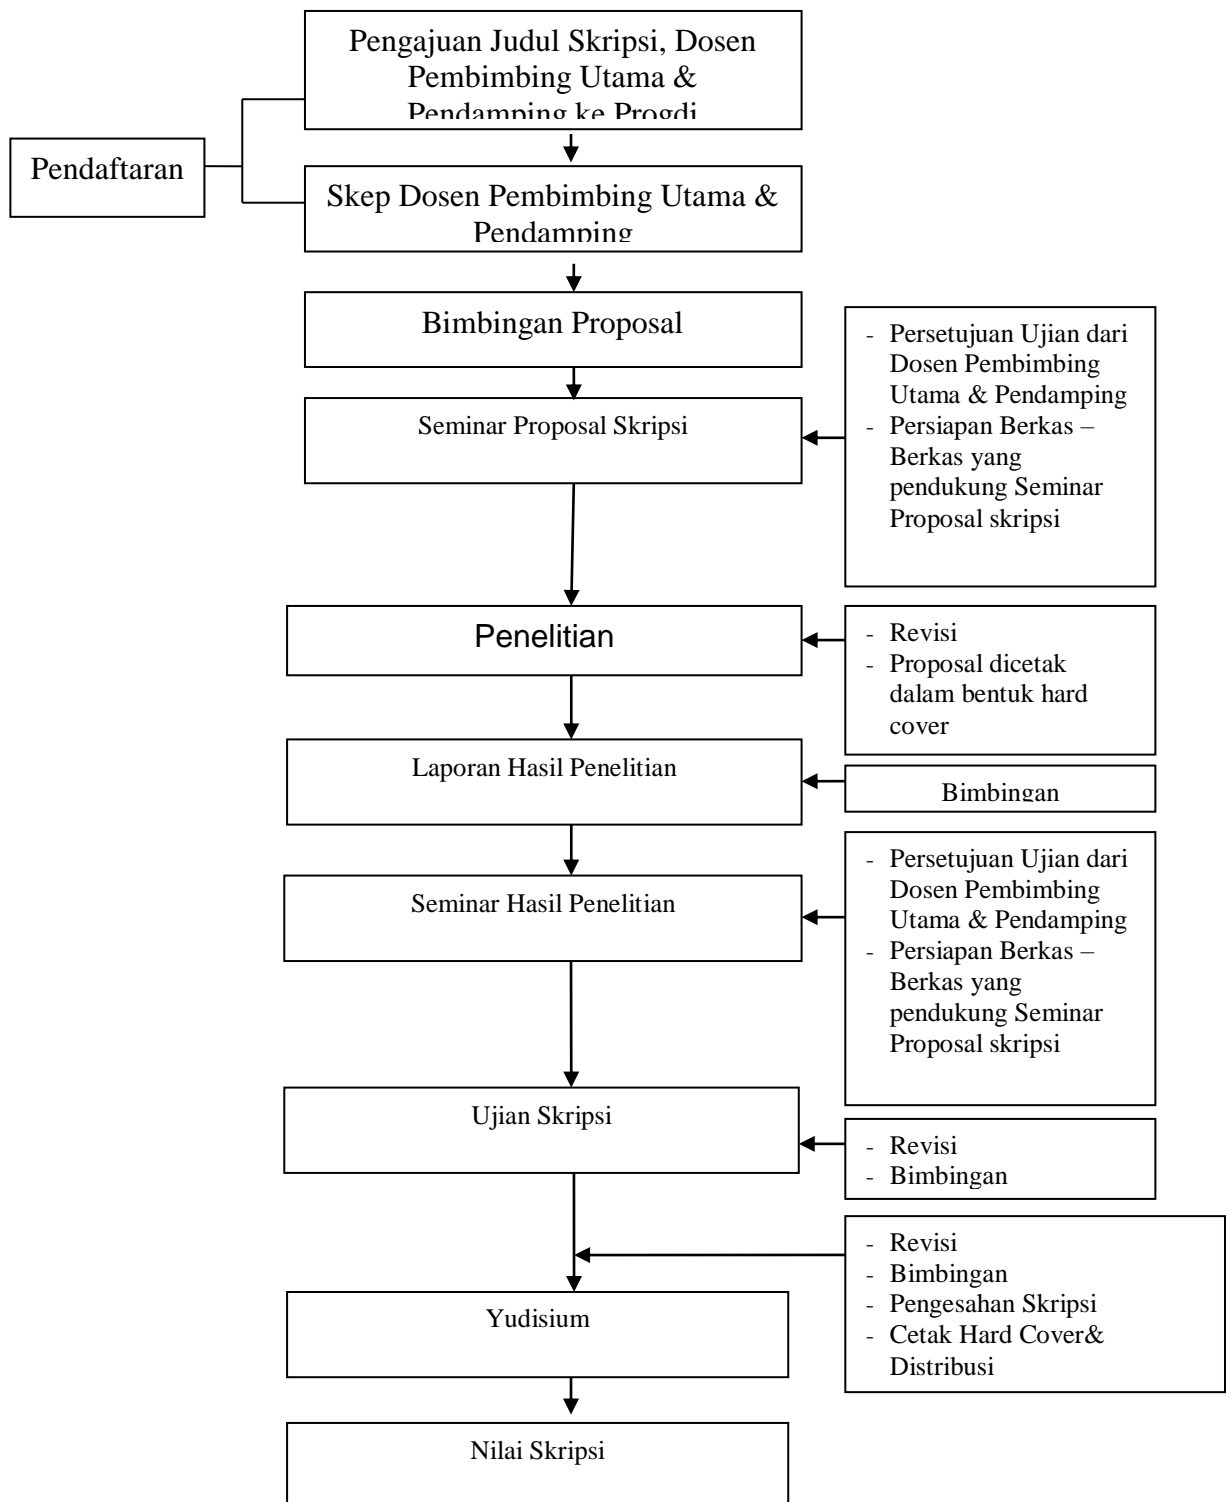 Pengajuan Judul Skripsi, Dosen
Pembimbing Utama &
Pendamping ke Progdi
Pendaftaran
Skep Dosen Pembimbing Utama &
Pendamping
Bimbingan Proposal
- Persetujuan Ujian dari
Dosen Pembimbing
Utama & Pendamping
- Persiapan Berkas –
Berkas yang
pendukung Seminar
Proposal skripsi
Seminar Proposal Skripsi
Penelitian
- Revisi
- Proposal dicetak
dalam bentuk hard
cover
Laporan Hasil Penelitian
Bimbingan
- Persetujuan Ujian dari
Dosen Pembimbing
Utama & Pendamping
- Persiapan Berkas –
Berkas yang
pendukung Seminar
Proposal skripsi
Seminar Hasil Penelitian
Ujian Skripsi
- Revisi
- Bimbingan
- Revisi
- Bimbingan
- Pengesahan Skripsi
- Cetak Hard Cover&
Distribusi
Yudisium
Nilai Skripsi